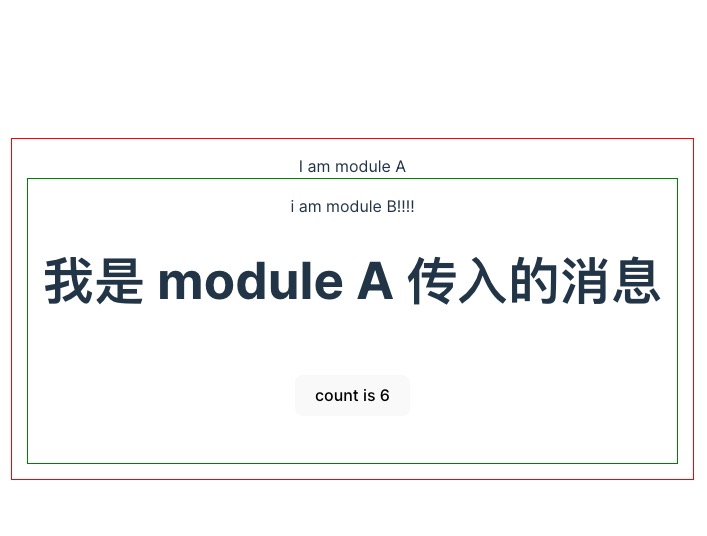 I am module A
i am module B!!!!
我是 module A 传入的消息
count is 6